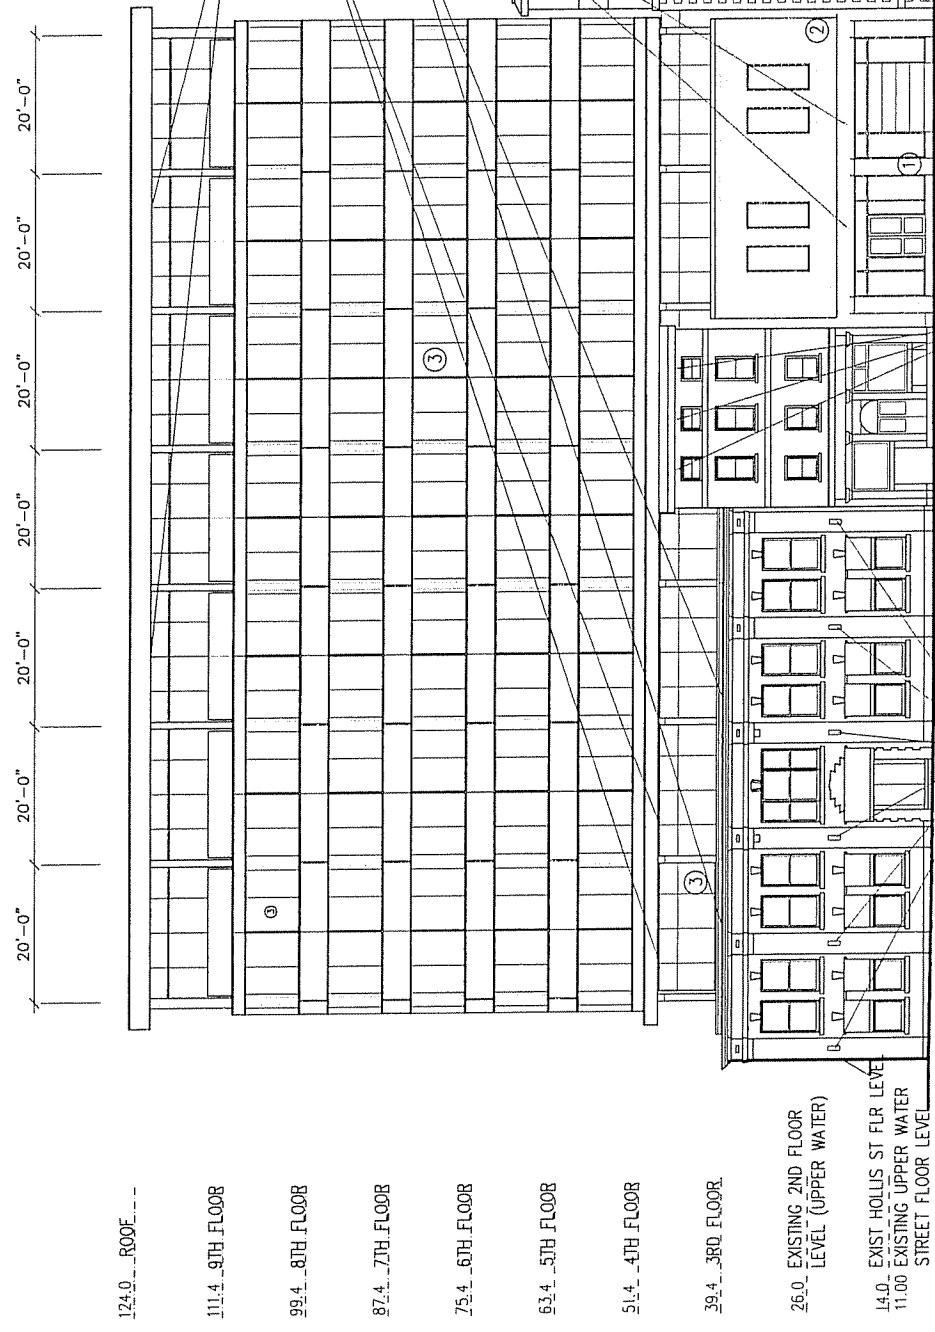 20'-0"
20'-0"
20'-0"
20'-0"
20'-0"
20'-0"
20'-0"
124.0 ROOF
111.4 9TH FLOOR
99.4 8TH FLOOR
87.4 7TH FLOOR
75.4 6TH FLOOR
63.4 5TH FLOOR
51.4 4TH FLOOR
39.4 3RD FLOOR
26.0 EXISTING 2ND FLOOR
LEVEL (UPPER WATER)
14.0 EXIST HOLLIS ST FLR LEVEL
11.00 EXISTING UPPER WATER
STREET FLOOR LEVEL
3
3
3
2
1